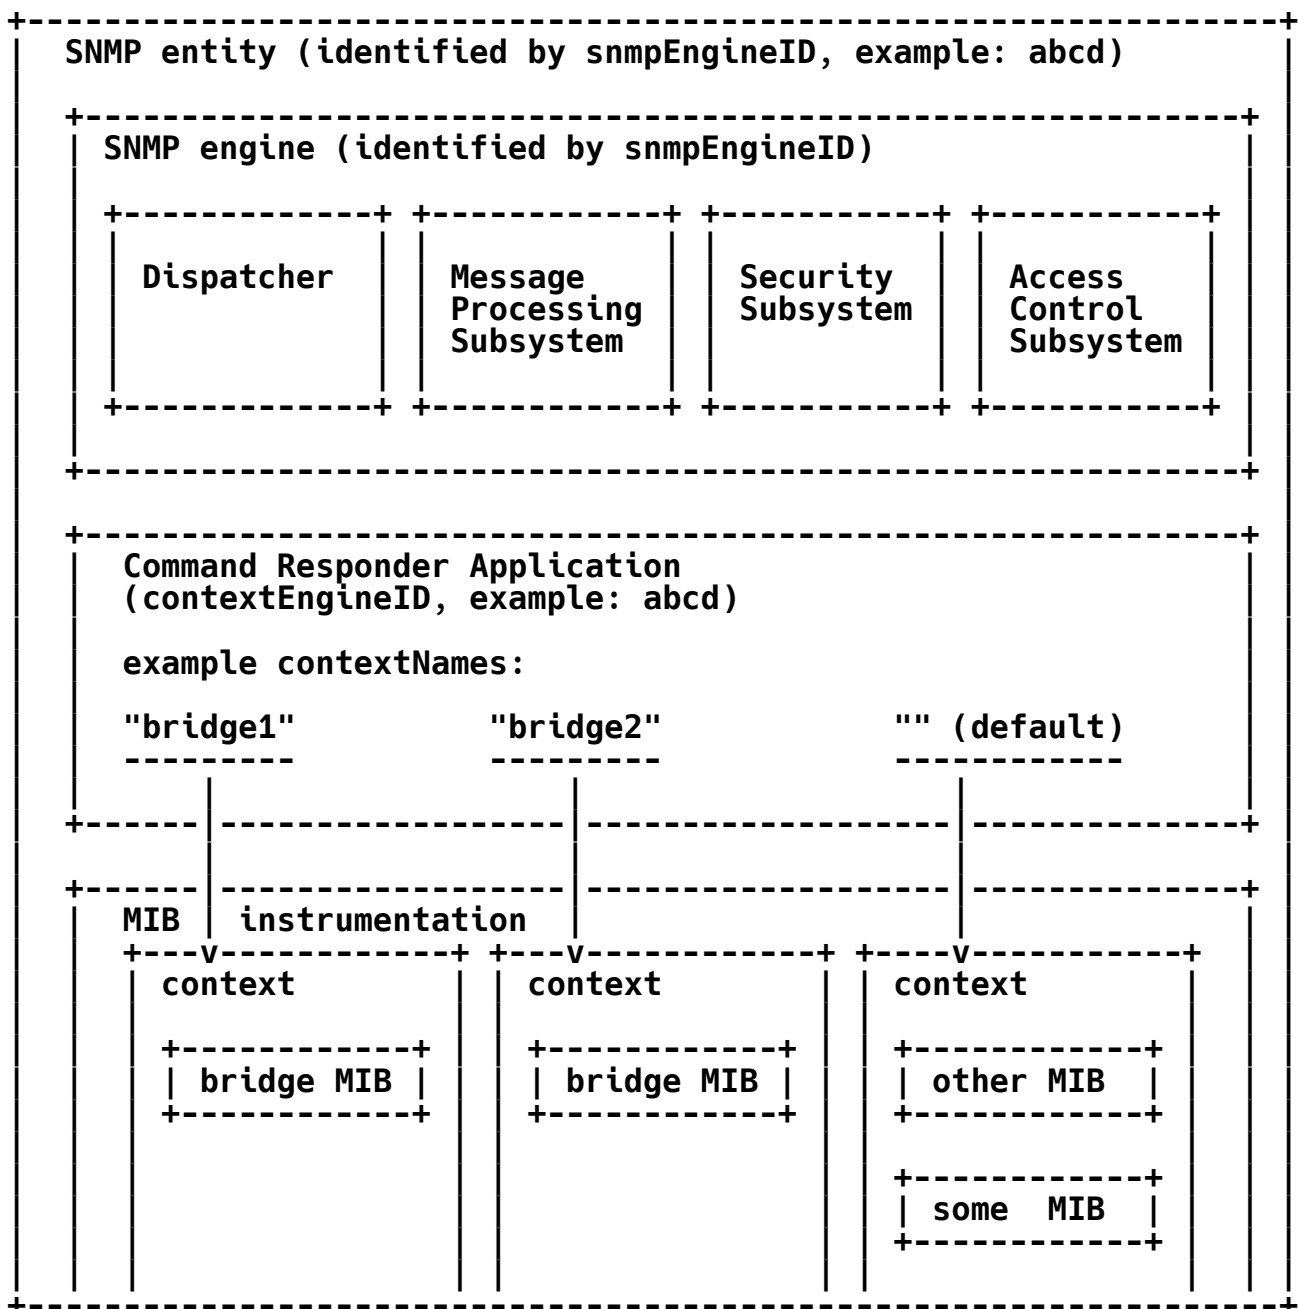 SNMP entity (identified by snmpEngineID, example: abcd)
SNMP engine (identified by snmpEngineID)
Dispatcher
Message
Processing
Subsystem
Security
Subsystem
Access
Control
Subsystem
Command Responder Application
(contextEngineID, example: abcd)
example contextNames:
"bridge1" "bridge2" "" (default)
MIB instrumentation
context context context
bridge MIB bridge MIB other MIB
some MIB